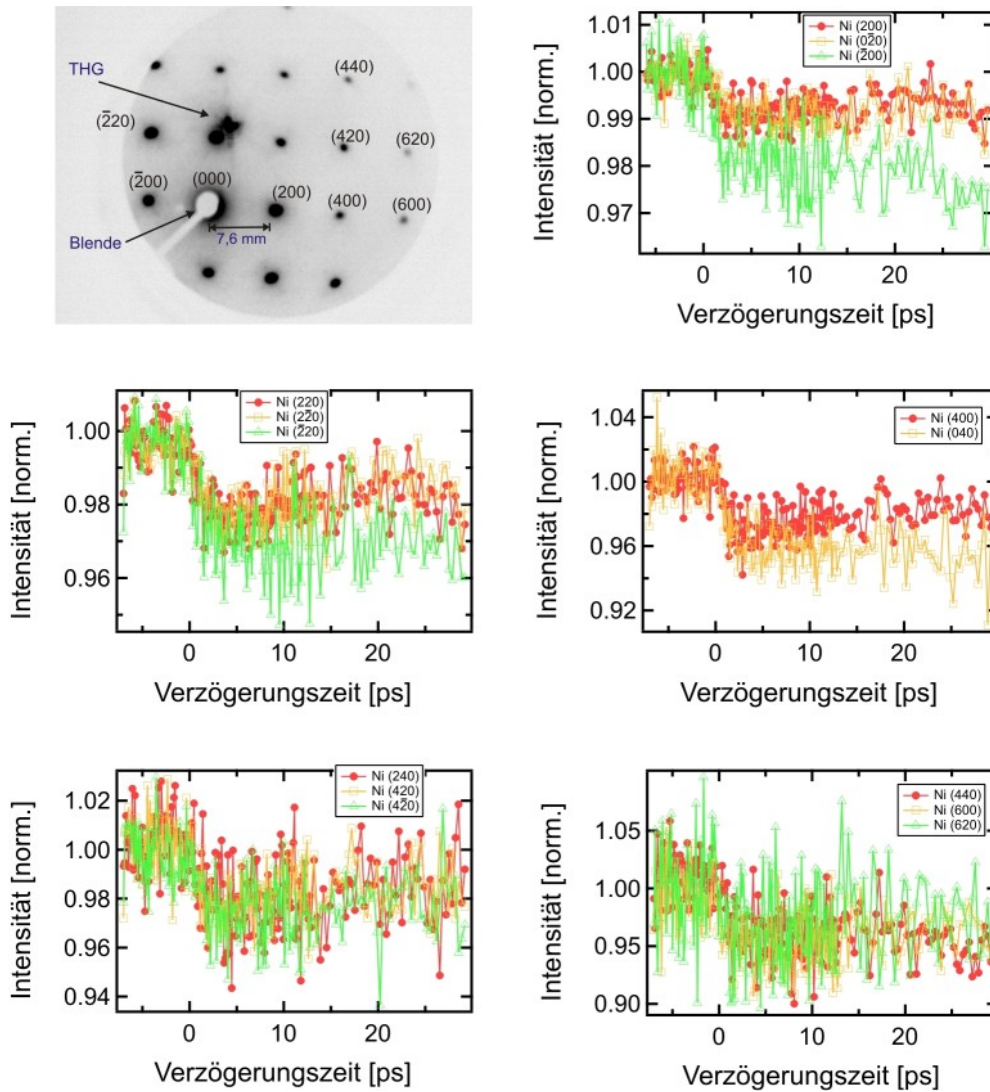 (440)
THG
(2̅20)
(420)
(620)
(2̅00)
(000)
(200)
(400)
(600)
Blende
7,6 mm
Ni (200)
Ni (02̅0)
Ni (2̅00)
Intensität [norm.]
1.01
1.00
0.99
0.98
0.97
0
10
20
Verzögerungszeit [ps]
Ni (220)
Ni (22̅0)
Ni (2̅20)
Intensität [norm.]
1.00
0.98
0.96
0
10
20
Verzögerungszeit [ps]
Ni (400)
Ni (040)
Intensität [norm.]
1.04
1.00
0.96
0.92
0
10
20
Verzögerungszeit [ps]
Ni (240)
Ni (420)
Ni (42̅0)
Intensität [norm.]
1.02
1.00
0.98
0.96
0.94
0
10
20
Verzögerungszeit [ps]
Ni (440)
Ni (600)
Ni (620)
Intensität [norm.]
1.05
1.00
0.95
0.90
0
10
20
Verzögerungszeit [ps]